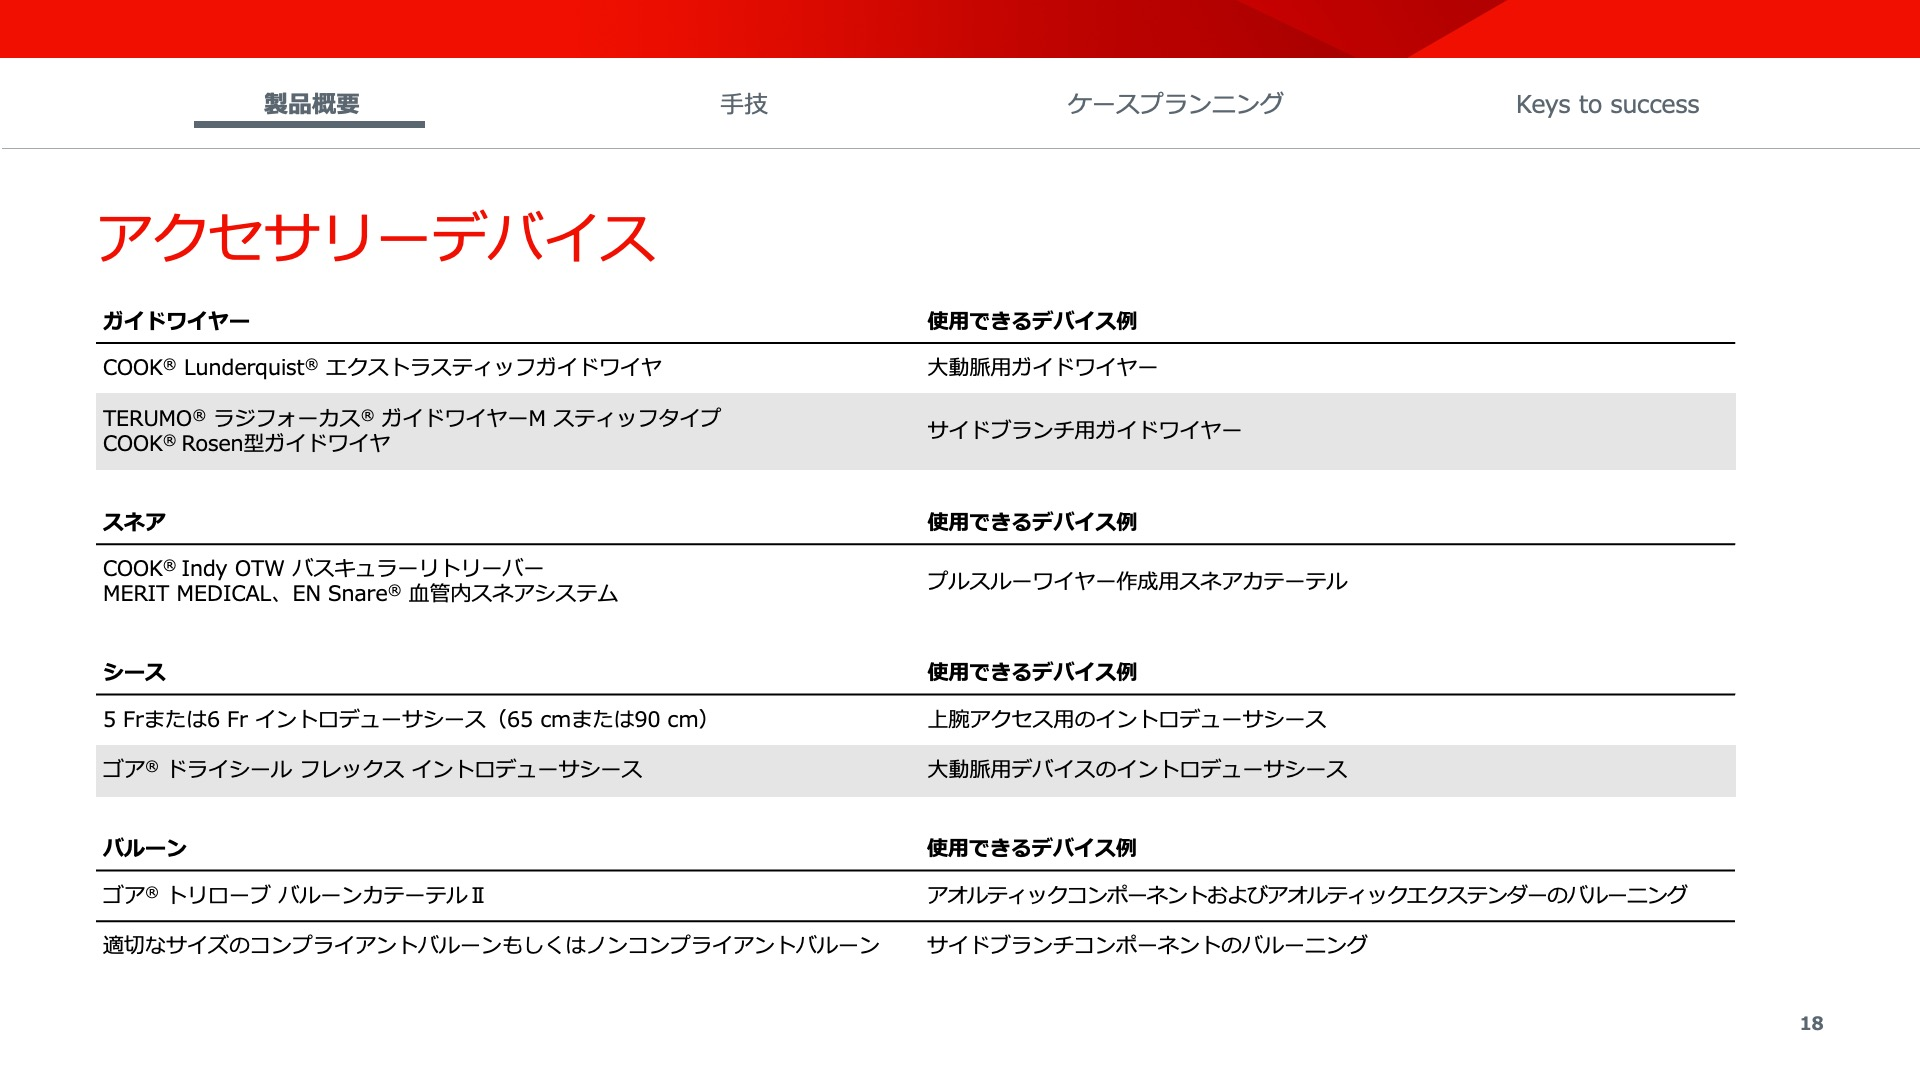 製品概要
手技
ケースプランニング
Keys to success
アクセサリーデバイス
ガイドワイヤー 使用できるデバイス例
COOK® Lunderquist® エクストラスティッフガイドワイヤ 大動脈用ガイドワイヤー
TERUMO® ラジフォーカス® ガイドワイヤーM スティッフタイプ
COOK® Rosen型ガイドワイヤ
サイドブランチ用ガイドワイヤー
スネア 使用できるデバイス例
COOK® Indy OTW バスキュラーリトリーバー
MERIT MEDICAL、EN Snare® 血管内スネアシステム
プルスルーワイヤー作成用スネアカテーテル
シース 使用できるデバイス例
5 Frまたは6 Fr イントロデューサシース（65 cmまたは90 cm） 上腕アクセス用のイントロデューサシース
ゴア® ドライシール フレックス イントロデューサシース 大動脈用デバイスのイントロデューサシース
バルーン 使用できるデバイス例
ゴア® トリローブ バルーンカテーテルⅡ アオルティックコンポーネントおよびアオルティックエクステンダーのバルーニング
適切なサイズのコンプライアントバルーンもしくはノンコンプライアントバルーン サイドブランチコンポーネントのバルーニング
18